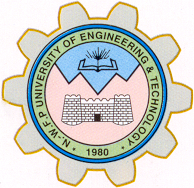 N.-W.F.P UNIVERSITY OF ENGINEERING & TECHNOLOGY.
1980